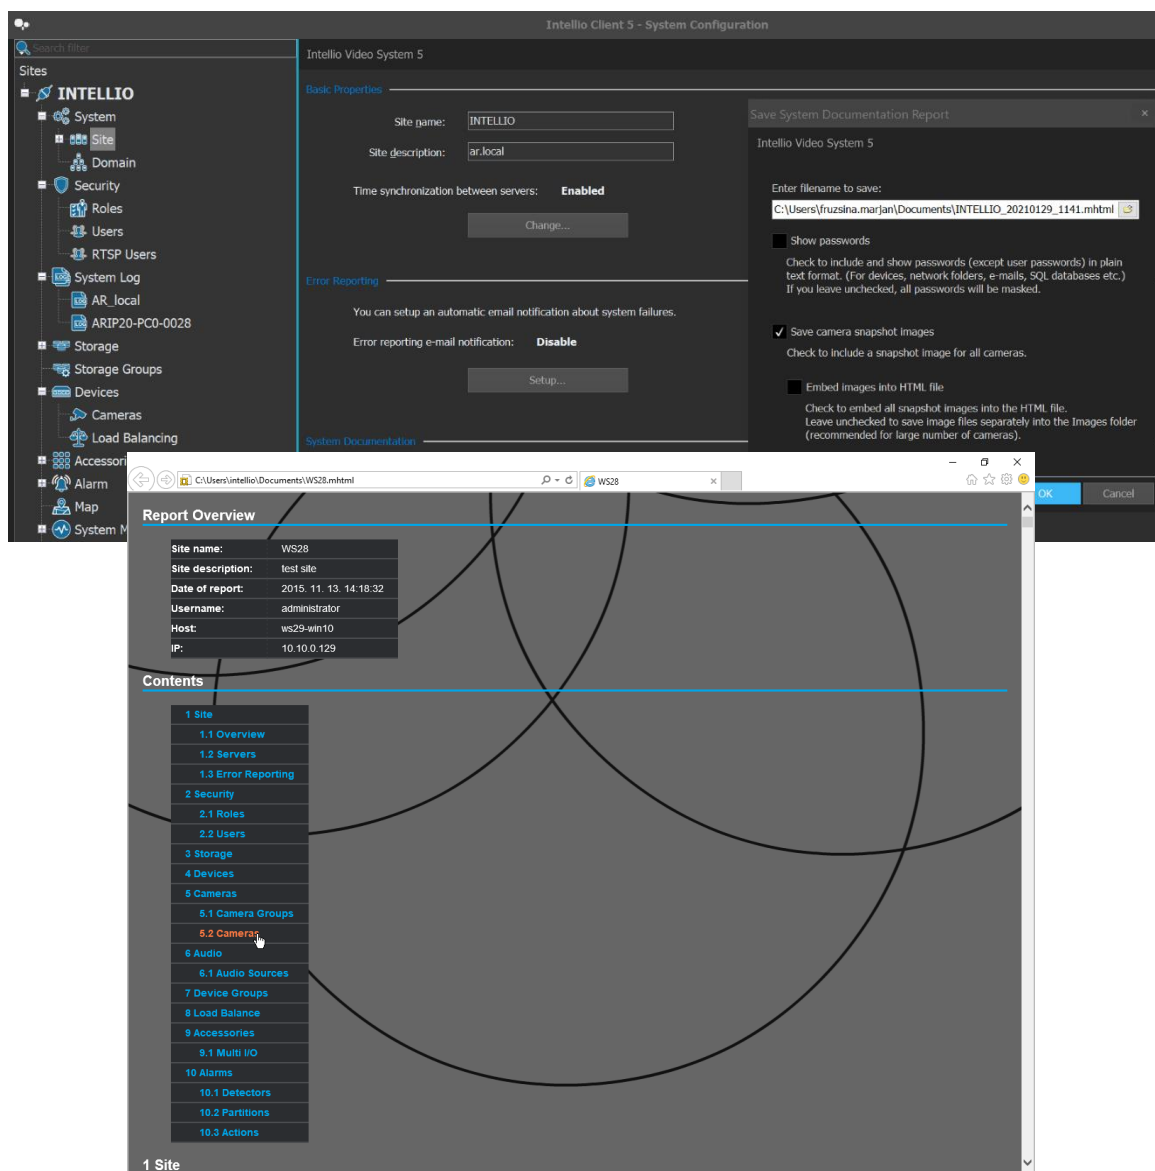 Intellio Client 5 - System Configuration
Search filter
Sites
INTELLIO
System
Site
Domain
Security
Roles
Users
RTSP Users
System Log
AR_local
ARIP20-PC0-0028
Storage
Storage Groups
Devices
Cameras
Load Balancing
Accessori
Alarm
Map
System M
Intellio Video System 5
Basic Properties
Site name: INTELLIO
Site description: ar.local
Time synchronization between servers: Enabled
Change...
Error Reporting
You can setup an automatic email notification about system failures.
Error reporting e-mail notification: Disable
Setup...
System Documentation
Save System Documentation Report
Intellio Video System 5
Enter filename to save:
C:\Users\fruzsina.marjan\Documents\INTELLIO_20210129_1141.mhtml
Show passwords
Check to include and show passwords (except user passwords) in plain
text format. (For devices, network folders, e-mails, SQL databases etc.)
If you leave unchecked, all passwords will be masked.
Save camera snapshot images
Check to include a snapshot image for all cameras.
Embed images into HTML file
Check to embed all snapshot images into the HTML file.
Leave unchecked to save image files separately into the Images folder
(recommended for large number of cameras).
OK Cancel
C:\Users\intellio\Documents\WS28.mhtml
WS28
Report Overview
Site name: WS28
Site description: test site
Date of report: 2015. 11. 13. 14:18:32
Username: administrator
Host: ws29-win10
IP: 10.10.0.129
Contents
1 Site
1.1 Overview
1.2 Servers
1.3 Error Reporting
2 Security
2.1 Roles
2.2 Users
3 Storage
4 Devices
5 Cameras
5.1 Camera Groups
5.2 Cameras
6 Audio
6.1 Audio Sources
7 Device Groups
8 Load Balance
9 Accessories
9.1 Multi I/O
10 Alarms
10.1 Detectors
10.2 Partitions
10.3 Actions
1 Site